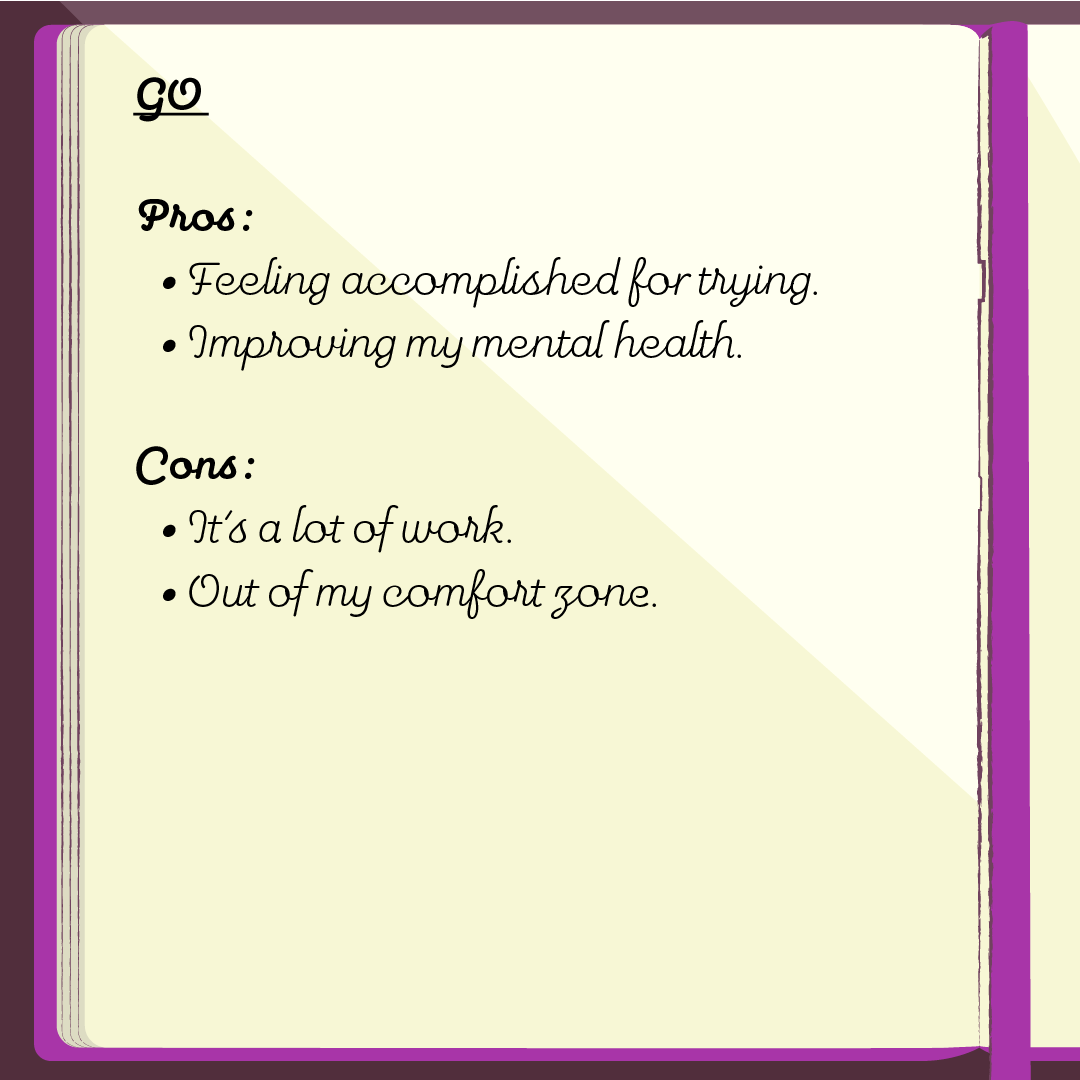 GO
Pros:
• Feeling accomplished for trying.
• Improving my mental health.
Cons:
• It's a lot of work.
• Out of my comfort zone.